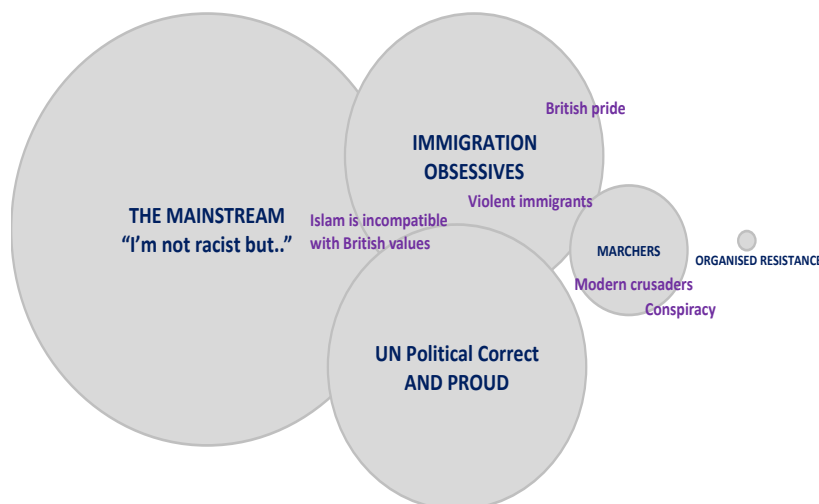 British pride
IMMIGRATION
OBSESSIVES
Violent immigrants
THE MAINSTREAM
“I’m not racist but..”
Islam is incompatible
with British values
MARCHERS
ORGANISED RESISTANCE
Modern crusaders
Conspiracy
UN Political Correct
AND PROUD